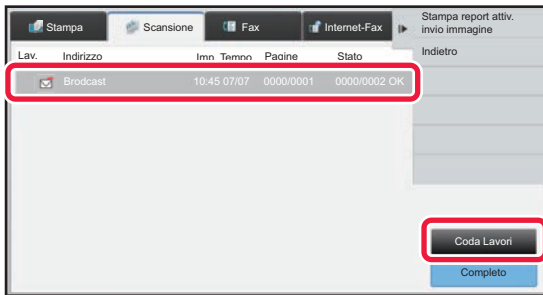 Stampa
Scansione
Fax
Internet-Fax
Stampa report attiv.
invio immagine
Indietro
Lav. Indirizzo Imp. Tempo Pagine Stato
Brodcast 10:45 07/07 0000/0001 0000/0002 OK
Coda Lavori
Completo